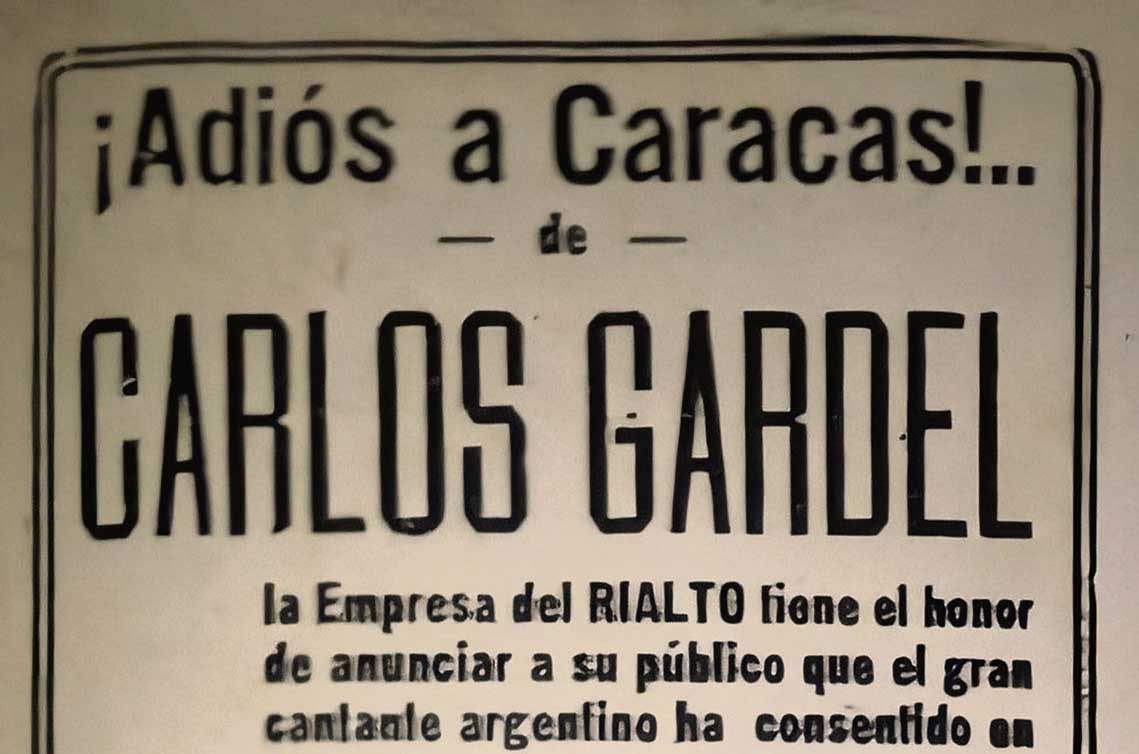 ¡Adiós a Caracas!...
— de —
CARLOS GARDEL
la Empresa del RIALTO tiene el honor
de anunciar a su público que el gran
cantante argentino ha consentido en